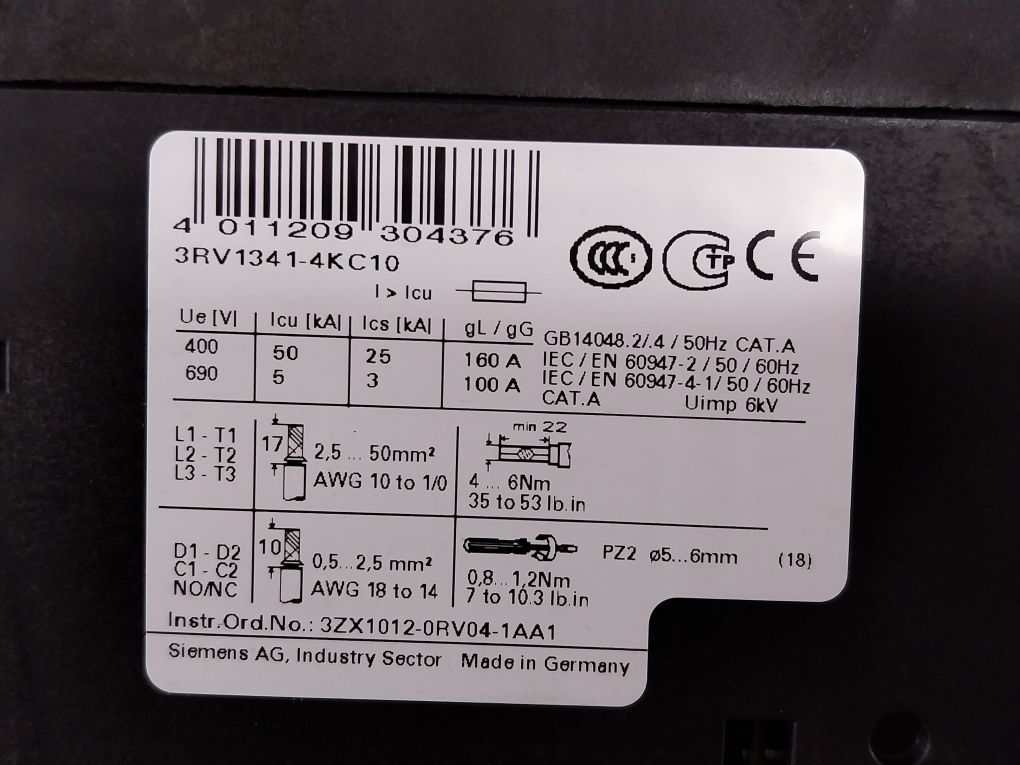 4 011209 304376
3RV1341-4KC10
CCC
TP
CE
I > Icu
Ue [V] Icu [kA] Ics [kA] gL / gG
400 50 25 160 A
690 5 3 100 A
GB14048.2/.4 / 50Hz CAT.A
IEC / EN 60947-2 / 50 / 60Hz
IEC / EN 60947-4-1/ 50 / 60Hz
CAT.A Uimp 6kV
L1 - T1
L2 - T2
L3 - T3
17
2,5 ... 50mm²
AWG 10 to 1/0
min 22
4 ... 6Nm
35 to 53 lb.in
D1 - D2
C1 - C2
NO/NC
10
0,5...2,5 mm²
AWG 18 to 14
PZ2 ø5...6mm (18)
0,8...1,2Nm
7 to 10.3 lb.in
Instr.Ord.No.: 3ZX1012-0RV04-1AA1
Siemens AG, Industry Sector Made in Germany